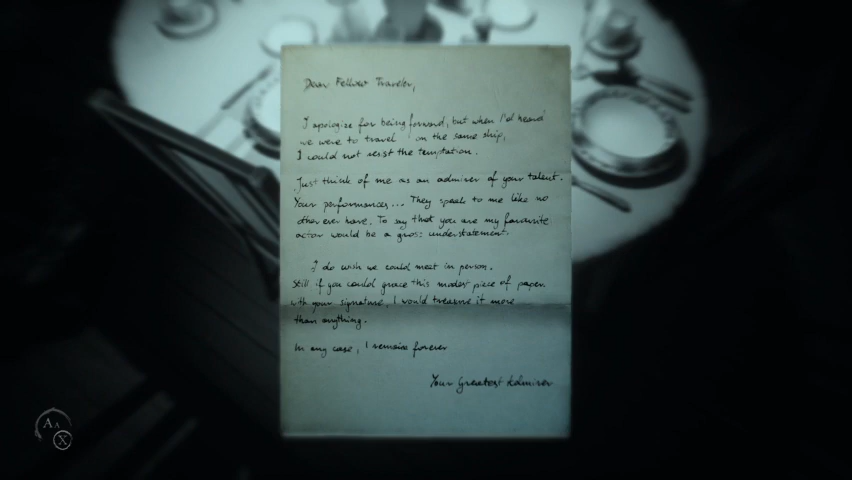 Dear Fellow Traveler,
I apologize for being forward, but when I'd heard
we were to travel on the same ship,
I could not resist the temptation.
Just think of me as an admirer of your talent.
Your performances... They speak to me like no
other ever have. To say that you are my favourite
actor would be a gross understatement.
I do wish we could meet in person.
Still if you could grace this modest piece of paper
with your signature, I would treasure it more
than anything.
In any case, I remain forever
Your Greatest Admirer
AA
X